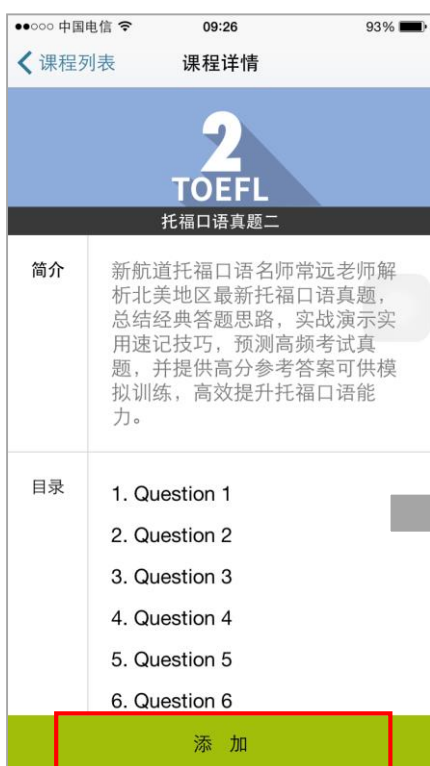 中国电信 09:26 93%
课程列表 课程详情
2
TOEFL
托福口语真题二
简介
新航道托福口语名师常远老师解
析北美地区最新托福口语真题，
总结经典答题思路，实战演示实
用速记技巧，预测高频考试真
题，并提供高分参考答案可供模
拟训练，高效提升托福口语能
力。
目录
1. Question 1
2. Question 2
3. Question 3
4. Question 4
5. Question 5
6. Question 6
添 加